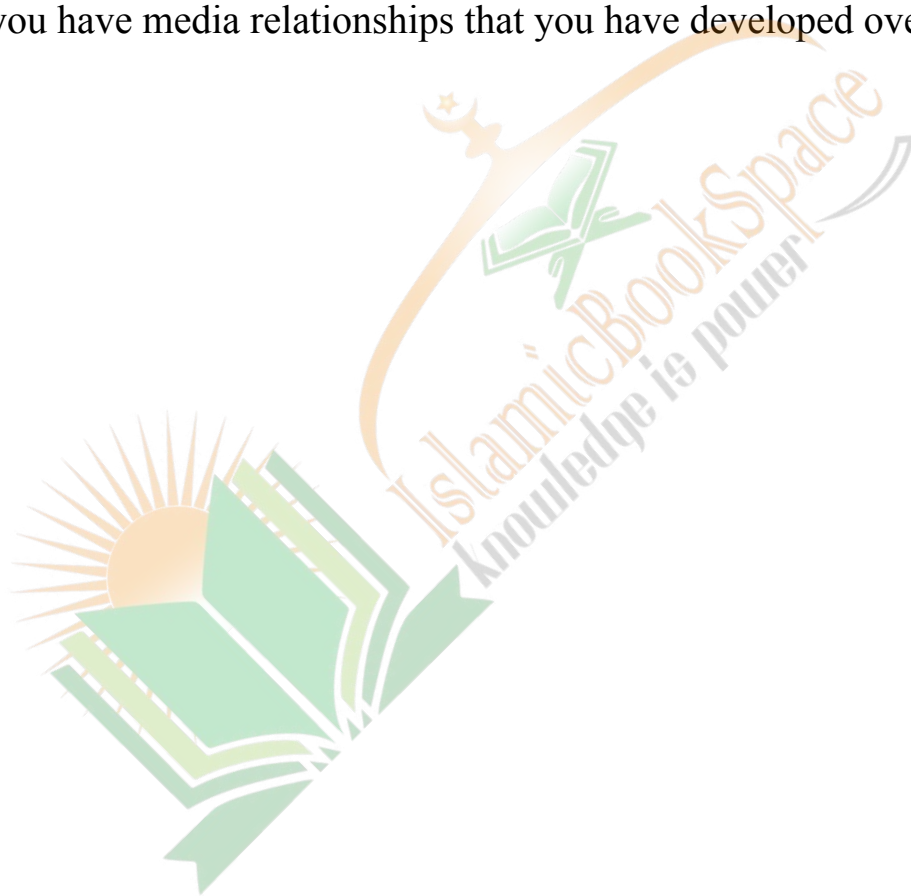 you have media relationships that you have developed ove
IslamicBookSpace
knowledge is power